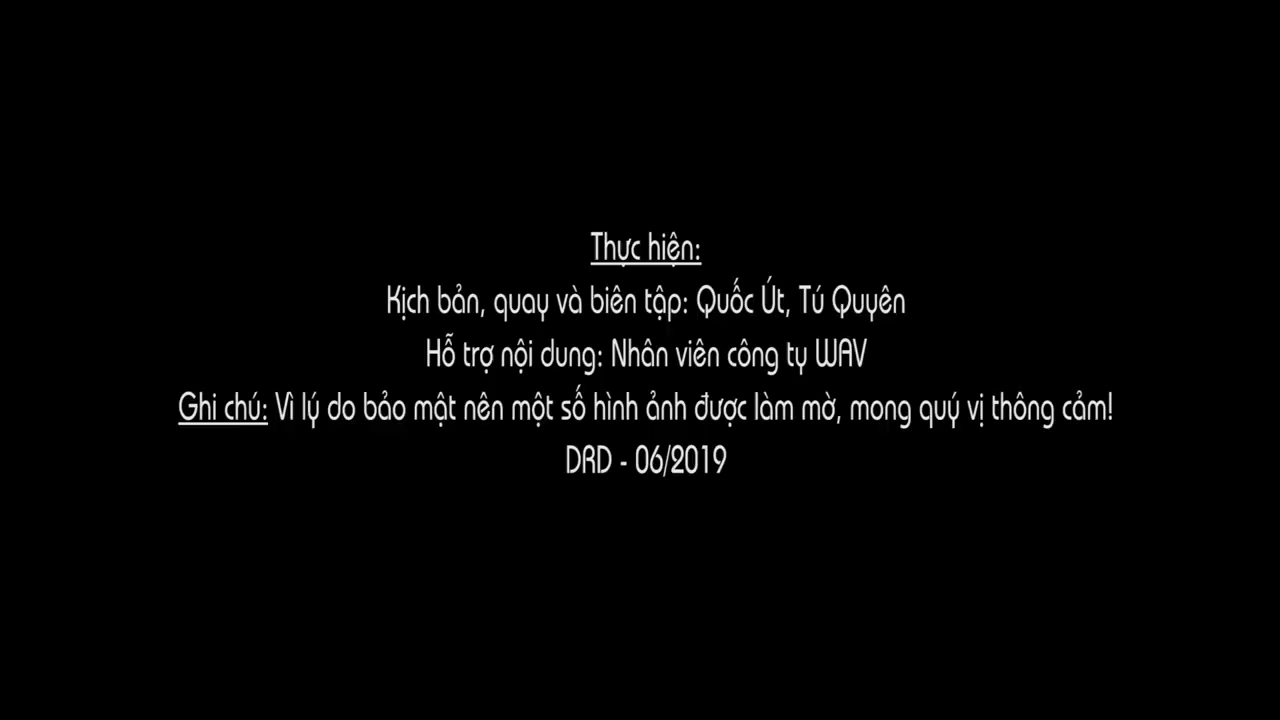 Thực hiện:
Kịch bản, quay và biên tập: Quốc Út, Tú Quyên
Hỗ trợ nội dung: Nhân viên công ty WAV
Ghi chú: Vì lý do bảo mật nên một số hình ảnh được làm mờ, mong quý vị thông cảm!
DRD - 06/2019